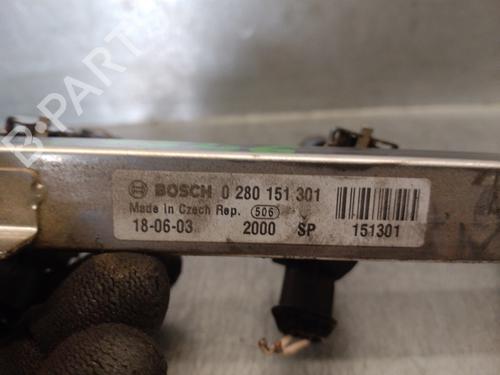 B-PARTS
BOSCH 0 280 151 301
Made in Czech Rep. 506
18-06-03 2000 SP 151301